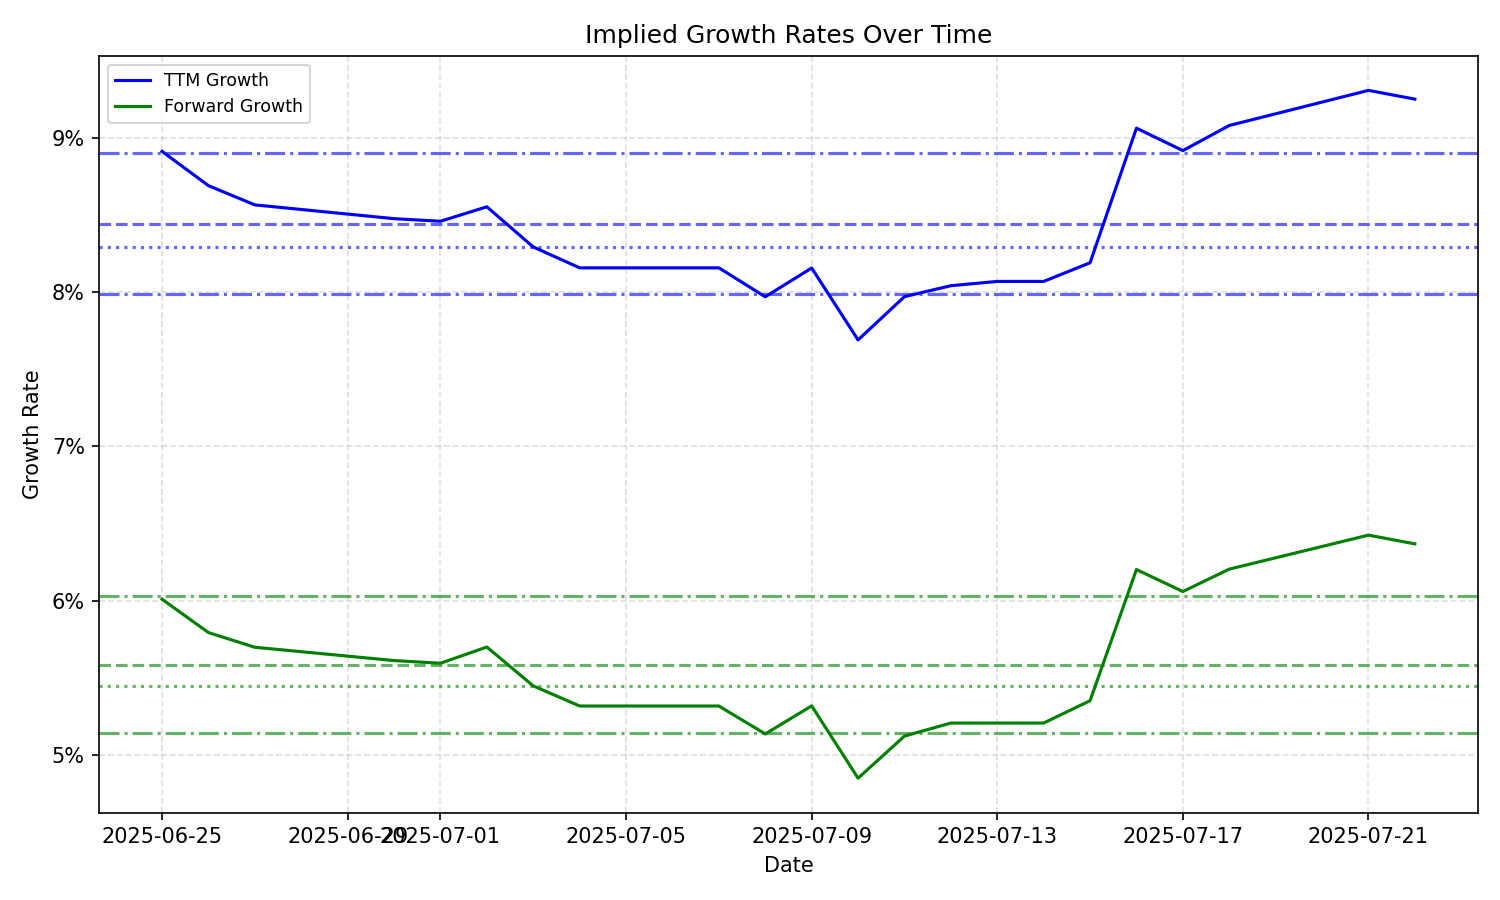 Implied Growth Rates Over Time
TTM Growth
Forward Growth
9%
8%
7%
6%
5%
Growth Rate
2025-06-25
2025-06-29
2025-07-01
2025-07-05
2025-07-09
2025-07-13
2025-07-17
2025-07-21
Date